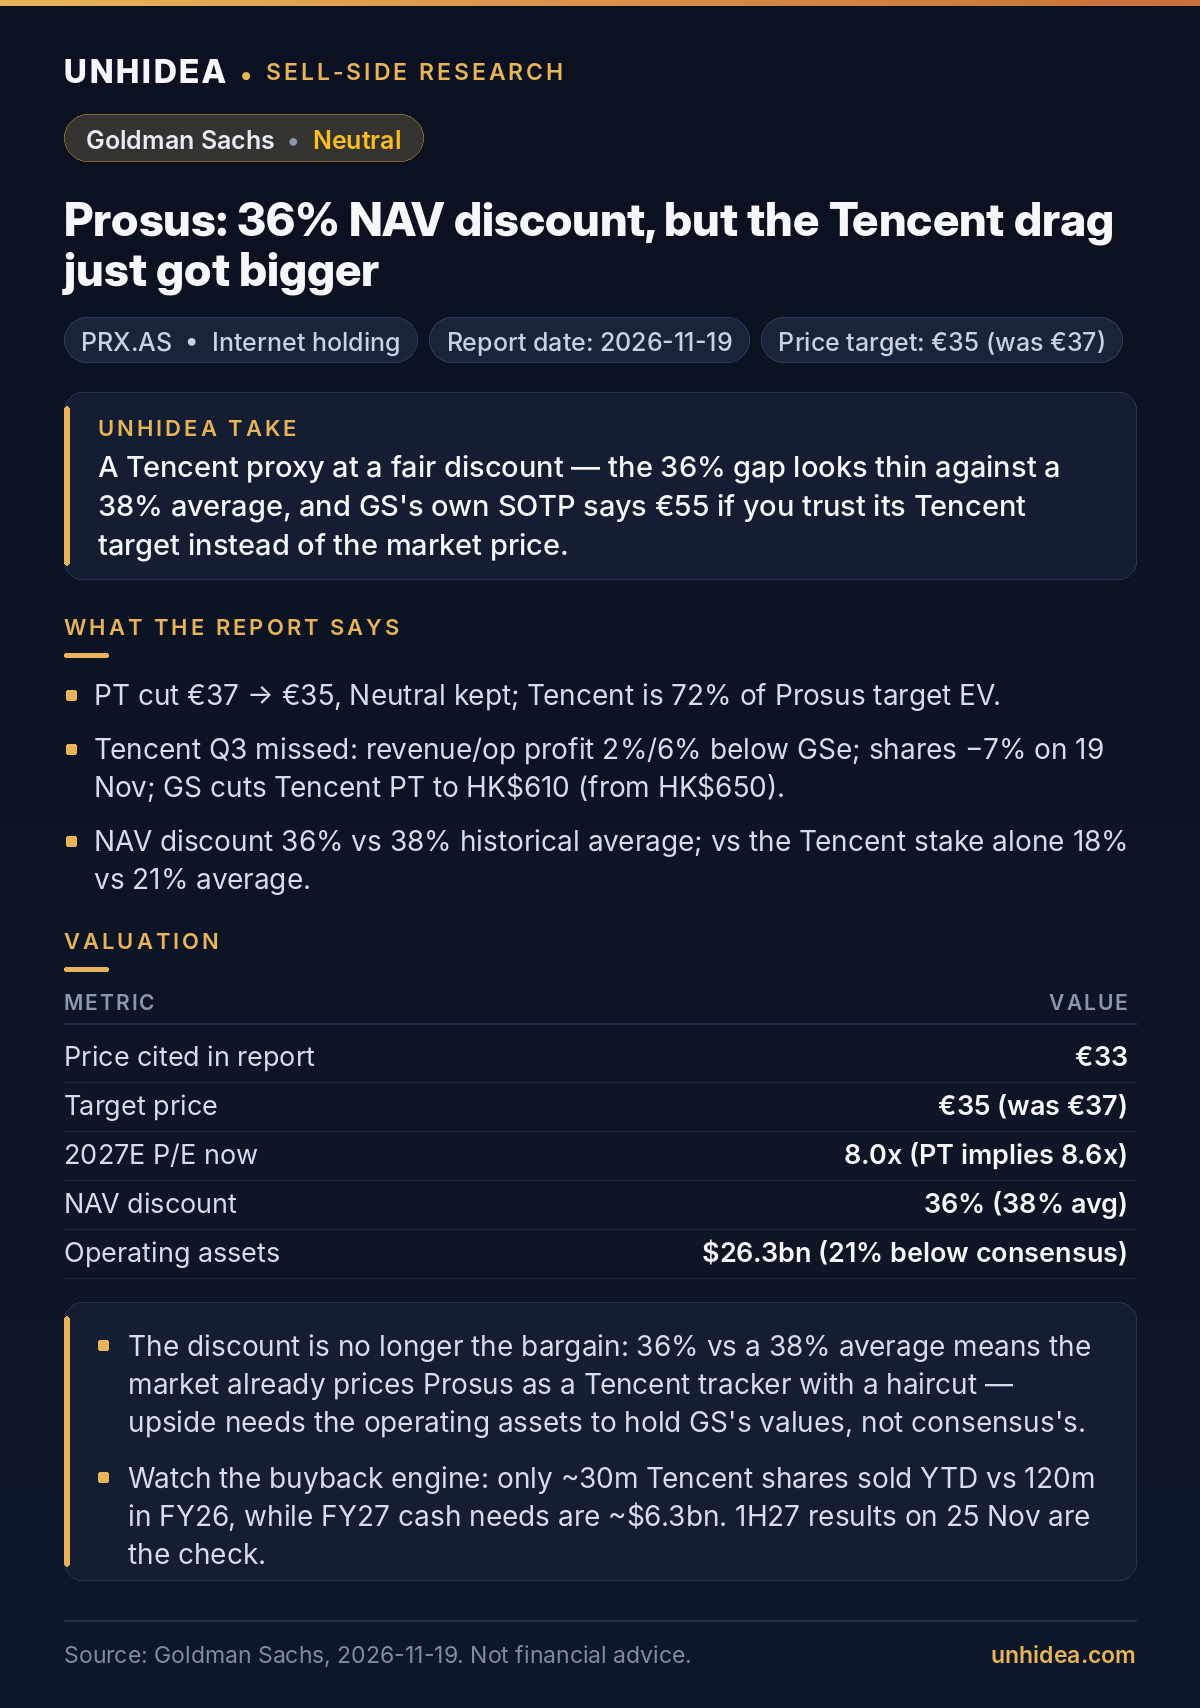 UNHIDEA • SELL-SIDE RESEARCH
Goldman Sachs • Neutral
Prosus: 36% NAV discount, but the Tencent drag
just got bigger
PRX.AS • Internet holding
Report date: 2026-11-19
Price target: €35 (was €37)
UNHIDEA TAKE
A Tencent proxy at a fair discount — the 36% gap looks thin against a
38% average, and GS's own SOTP says €55 if you trust its Tencent
target instead of the market price.
WHAT THE REPORT SAYS
PT cut €37 → €35, Neutral kept; Tencent is 72% of Prosus target EV.
Tencent Q3 missed: revenue/op profit 2%/6% below GSe; shares −7% on 19
Nov; GS cuts Tencent PT to HK$610 (from HK$650).
NAV discount 36% vs 38% historical average; vs the Tencent stake alone 18%
vs 21% average.
VALUATION
METRIC VALUE
Price cited in report €33
Target price €35 (was €37)
2027E P/E now 8.0x (PT implies 8.6x)
NAV discount 36% (38% avg)
Operating assets $26.3bn (21% below consensus)
The discount is no longer the bargain: 36% vs a 38% average means the
market already prices Prosus as a Tencent tracker with a haircut —
upside needs the operating assets to hold GS's values, not consensus's.
Watch the buyback engine: only ~30m Tencent shares sold YTD vs 120m
in FY26, while FY27 cash needs are ~$6.3bn. 1H27 results on 25 Nov are
the check.
Source: Goldman Sachs, 2026-11-19. Not financial advice.
unhidea.com